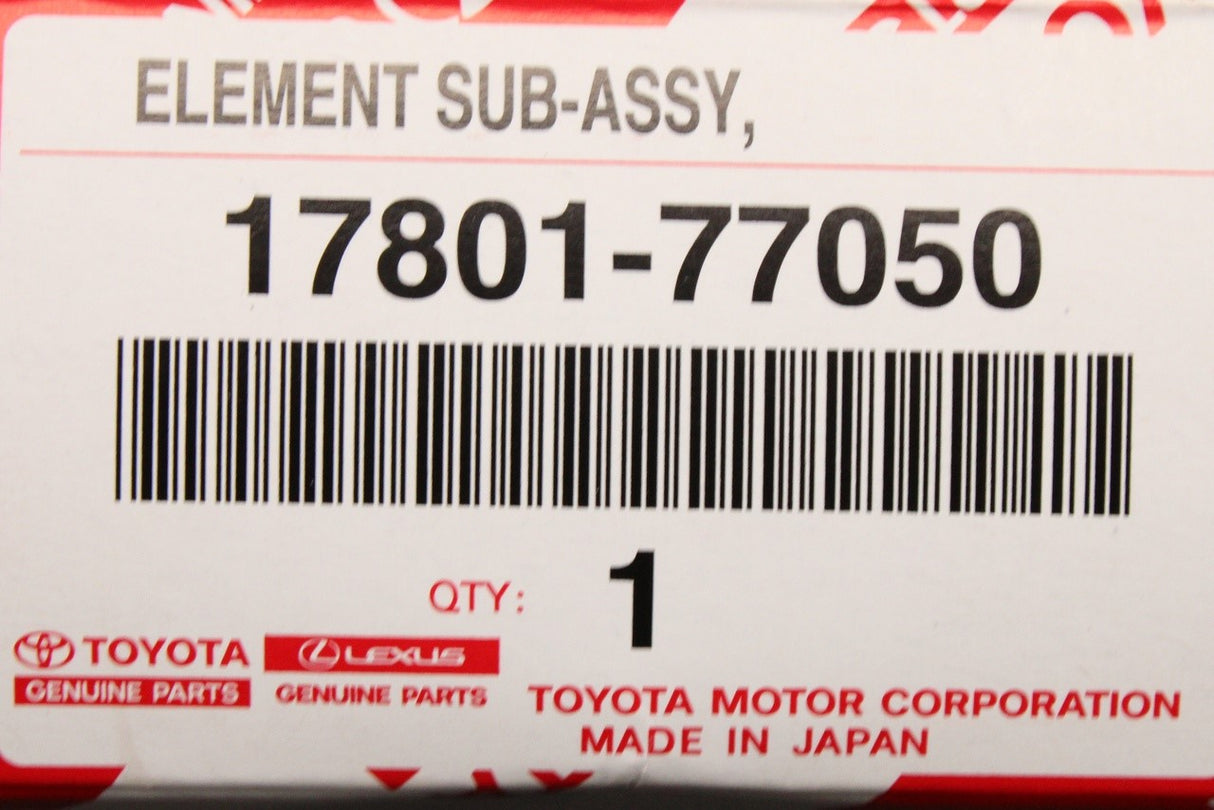 ELEMENT SUB-ASSY,
17801-77050
QTY: 1
TOYOTA LEXUS
GENUINE PARTS GENUINE PARTS
TOYOTA MOTOR CORPORATION
MADE IN JAPAN